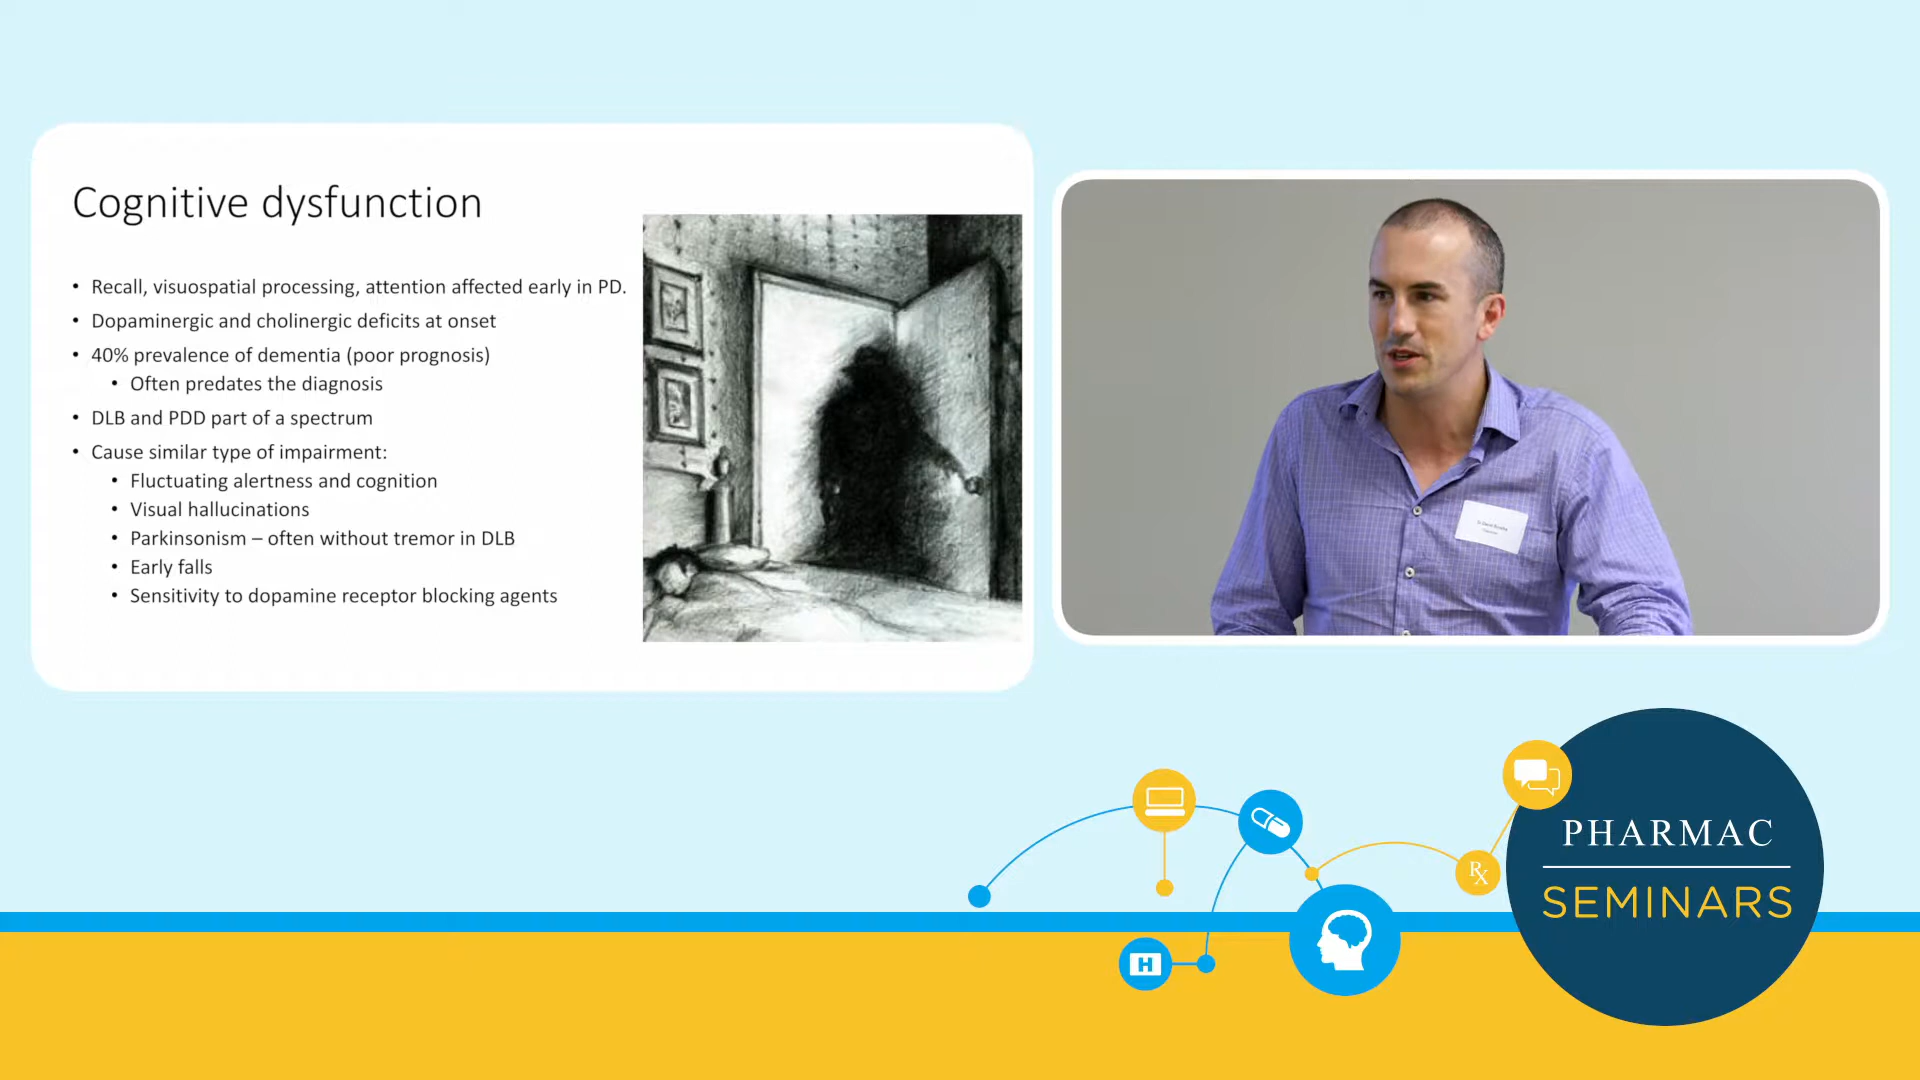 Cognitive dysfunction
• Recall, visuospatial processing, attention affected early in PD.
• Dopaminergic and cholinergic deficits at onset
• 40% prevalence of dementia (poor prognosis)
• Often predates the diagnosis
• DLB and PDD part of a spectrum
• Cause similar type of impairment:
• Fluctuating alertness and cognition
• Visual hallucinations
• Parkinsonism – often without tremor in DLB
• Early falls
• Sensitivity to dopamine receptor blocking agents
Rx
H
PHARMAC
SEMINARS